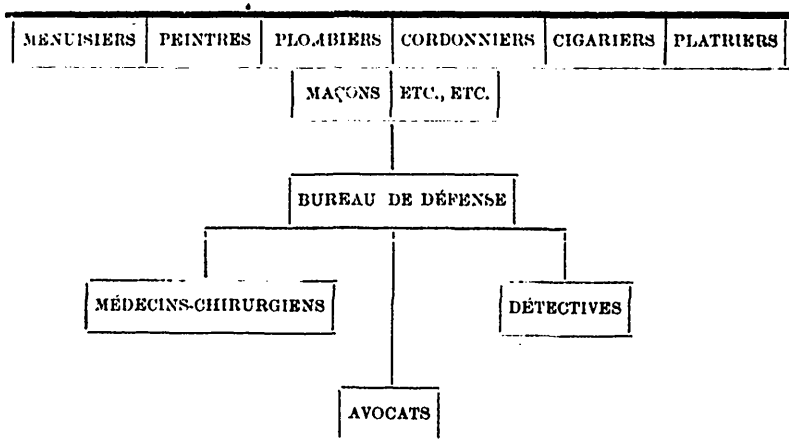 MENUISIERS PEINTRES PLOMBIERS CORDONNIERS CIGARIERS PLATRIERS
MAÇONS ETC., ETC.
BUREAU DE DÉFENSE
MÉDECINS-CHIRURGIENS DÉTECTIVES
AVOCATS